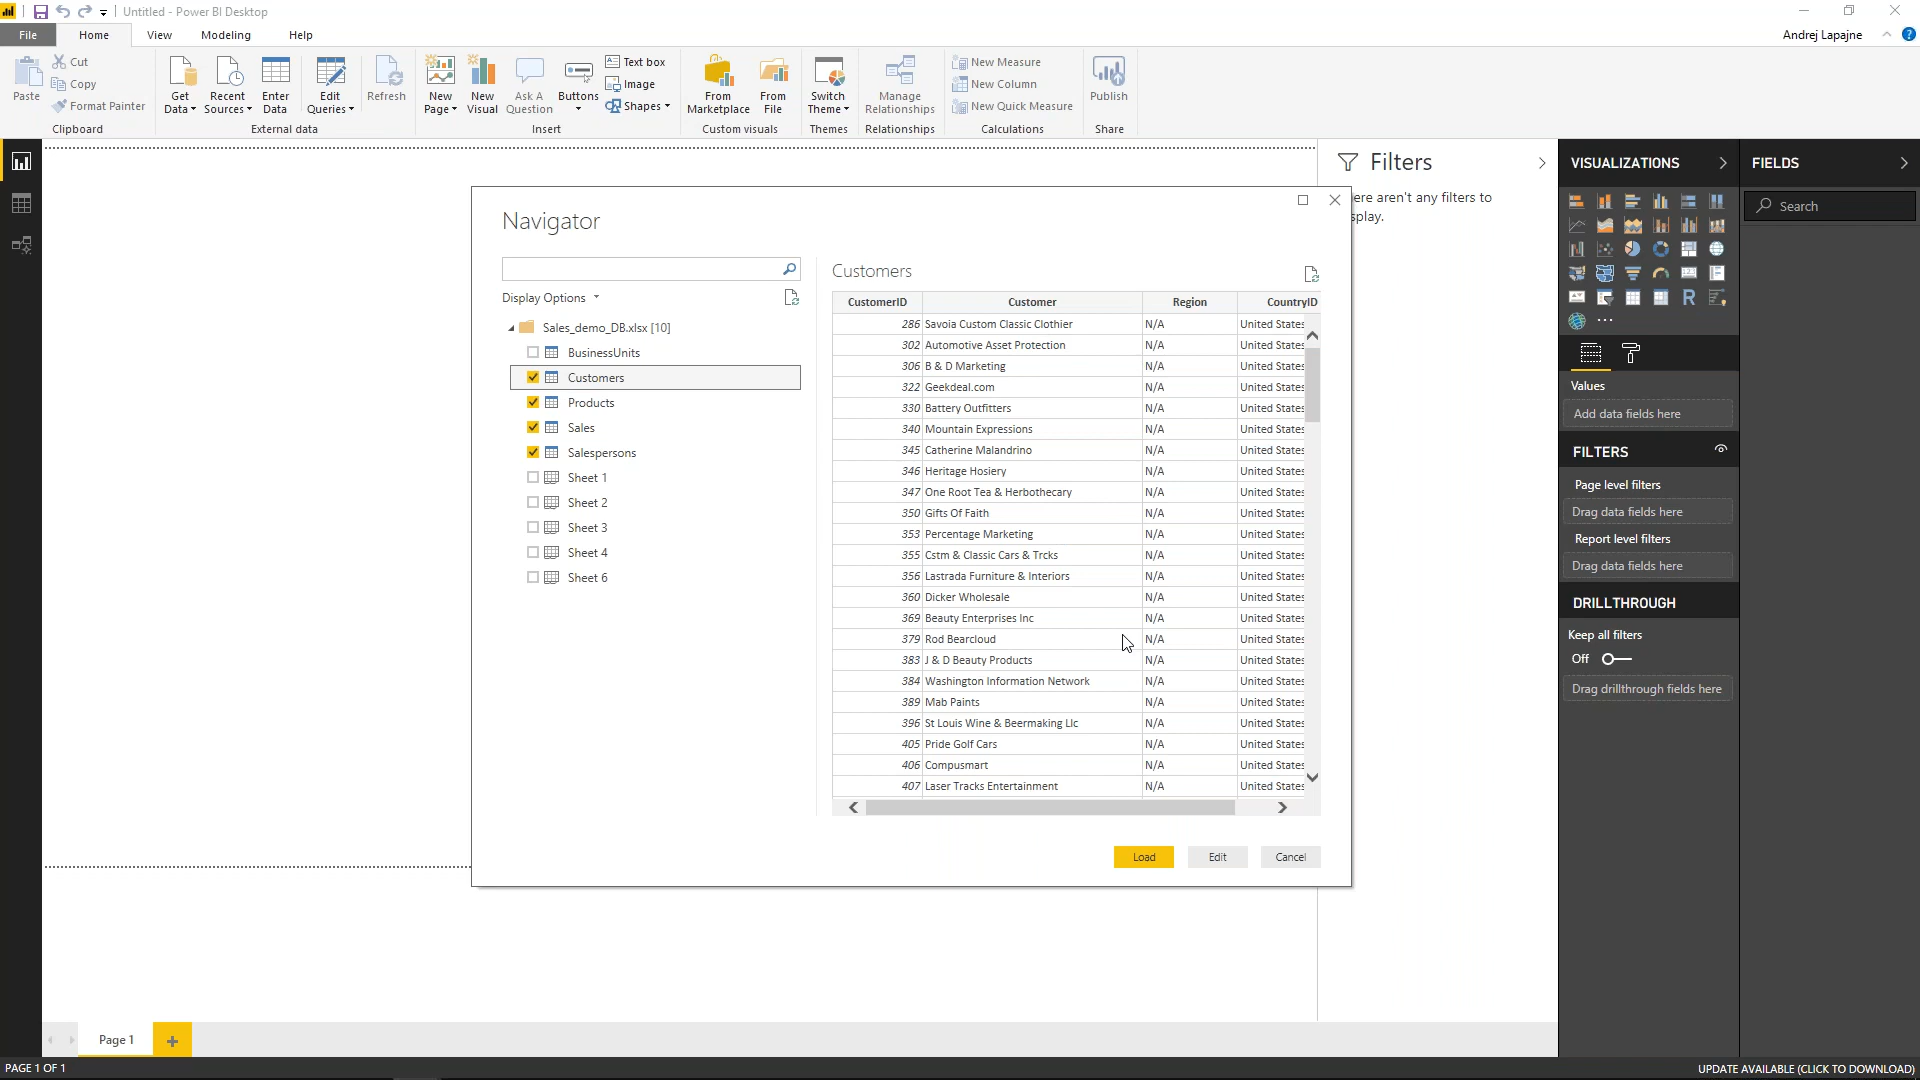 Untitled - Power BI Desktop
File Home View Modeling Help
Andrej Lapajne
Paste
Cut
Copy
Format Painter
Clipboard
Get Data
Recent Sources
Enter Data
Edit Queries
Refresh
External data
New Page
New Visual
Ask A Question
Buttons
Text box
Image
Shapes
Insert
From Marketplace
From File
Custom visuals
Switch Theme
Themes
Manage Relationships
Relationships
New Measure
New Column
New Quick Measure
Calculations
Publish
Share
Navigator
Display Options
Sales_demo_DB.xlsx [10]
BusinessUnits
Customers
Products
Sales
Salespersons
Sheet 1
Sheet 2
Sheet 3
Sheet 4
Sheet 6
Customers
CustomerID Customer Region CountryID
286 Savoia Custom Classic Clothier N/A United States
302 Automotive Asset Protection N/A United States
306 B & D Marketing N/A United States
322 Geekdeal.com N/A United States
330 Battery Outfitters N/A United States
340 Mountain Expressions N/A United States
345 Catherine Malandrino N/A United States
346 Heritage Hosiery N/A United States
347 One Root Tea & Herbothecary N/A United States
350 Gifts Of Faith N/A United States
353 Percentage Marketing N/A United States
355 Cstm & Classic Cars & Trcks N/A United States
356 Lastrada Furniture & Interiors N/A United States
360 Dicker Wholesale N/A United States
369 Beauty Enterprises Inc N/A United States
379 Rod Bearcloud N/A United States
383 J & D Beauty Products N/A United States
384 Washington Information Network N/A United States
389 Mab Paints N/A United States
396 St Louis Wine & Beermaking Llc N/A United States
405 Pride Golf Cars N/A United States
406 Compusmart N/A United States
407 Laser Tracks Entertainment N/A United States
Load Edit Cancel
Filters
ere aren't any filters to
splay.
VISUALIZATIONS
R
Values
Add data fields here
FILTERS
Page level filters
Drag data fields here
Report level filters
Drag data fields here
DRILLTHROUGH
Keep all filters
Off
Drag drillthrough fields here
FIELDS
Search
Page 1
PAGE 1 OF 1
UPDATE AVAILABLE (CLICK TO DOWNLOAD)